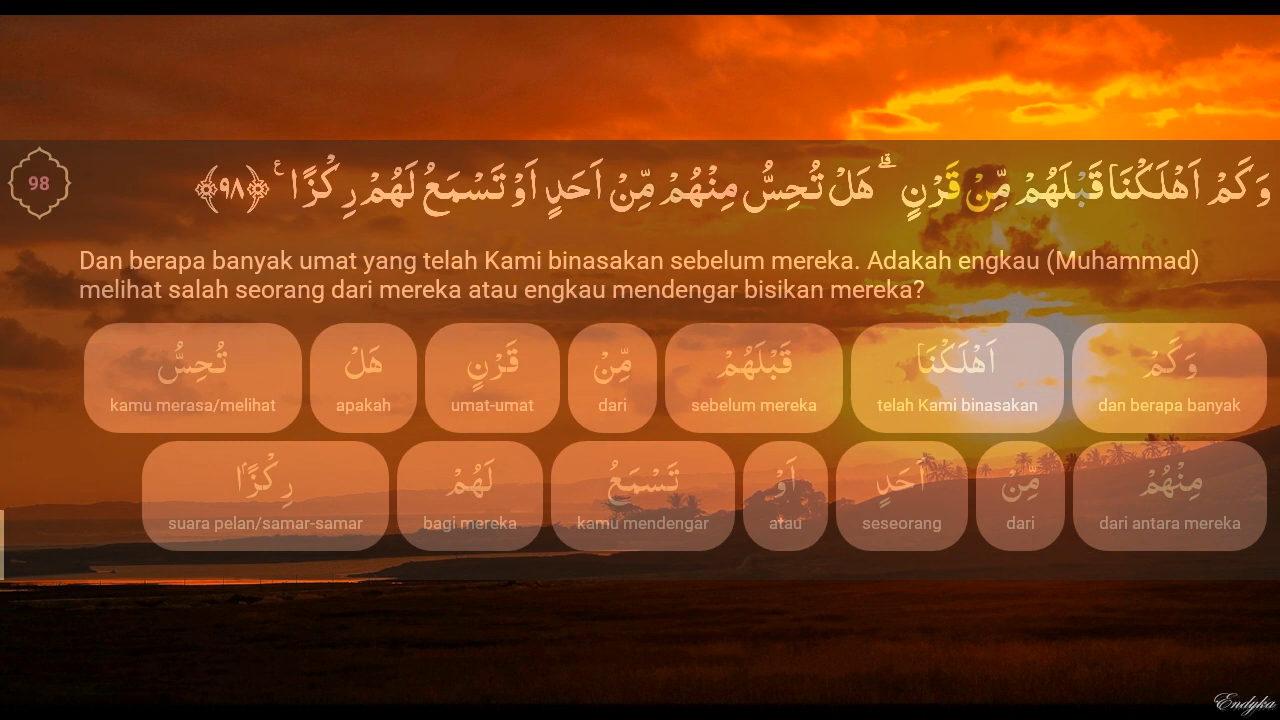 98
وَكَمْ اَهْلَكْنَا قَبْلَهُمْ مِّنْ قَرْنٍۗ هَلْ تُحِسُّ مِنْهُمْ مِّنْ اَحَدٍ اَوْ تَسْمَعُ لَهُمْ رِكْزًا ࣖ ﴿٩٨﴾
Dan berapa banyak umat yang telah Kami binasakan sebelum mereka. Adakah engkau (Muhammad)
melihat salah seorang dari mereka atau engkau mendengar bisikan mereka?
وَكَمْ اَهْلَكْنَا قَبْلَهُمْ مِّنْ قَرْنٍ هَلْ تُحِسُّ
dan berapa banyak telah Kami binasakan sebelum mereka dari umat-umat apakah kamu merasa/melihat
مِنْهُمْ مِّنْ اَحَدٍ اَوْ تَسْمَعُ لَهُمْ رِكْزًا
dari antara mereka dari seseorang atau kamu mendengar bagi mereka suara pelan/samar-samar
Endyka